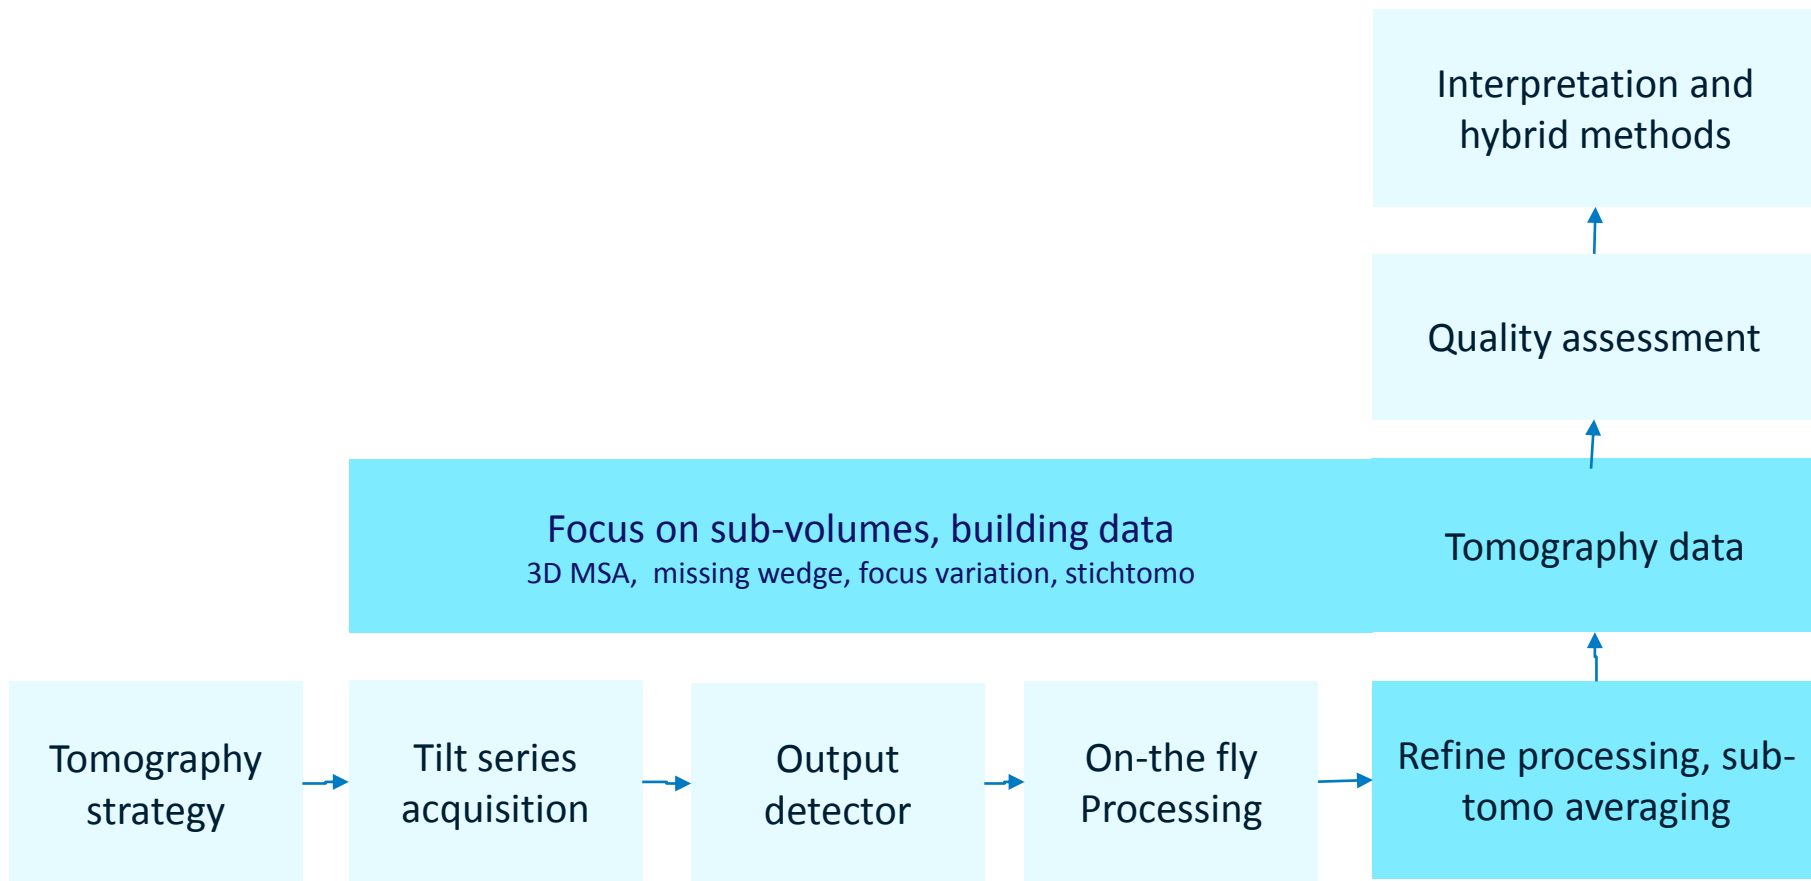 Interpretation and
hybrid methods
Quality assessment
Focus on sub-volumes, building data
3D MSA, missing wedge, focus variation, stichtomo
Tomography data
Tomography
strategy
Tilt series
acquisition
Output
detector
On-the fly
Processing
Refine processing, sub-
tomo averaging